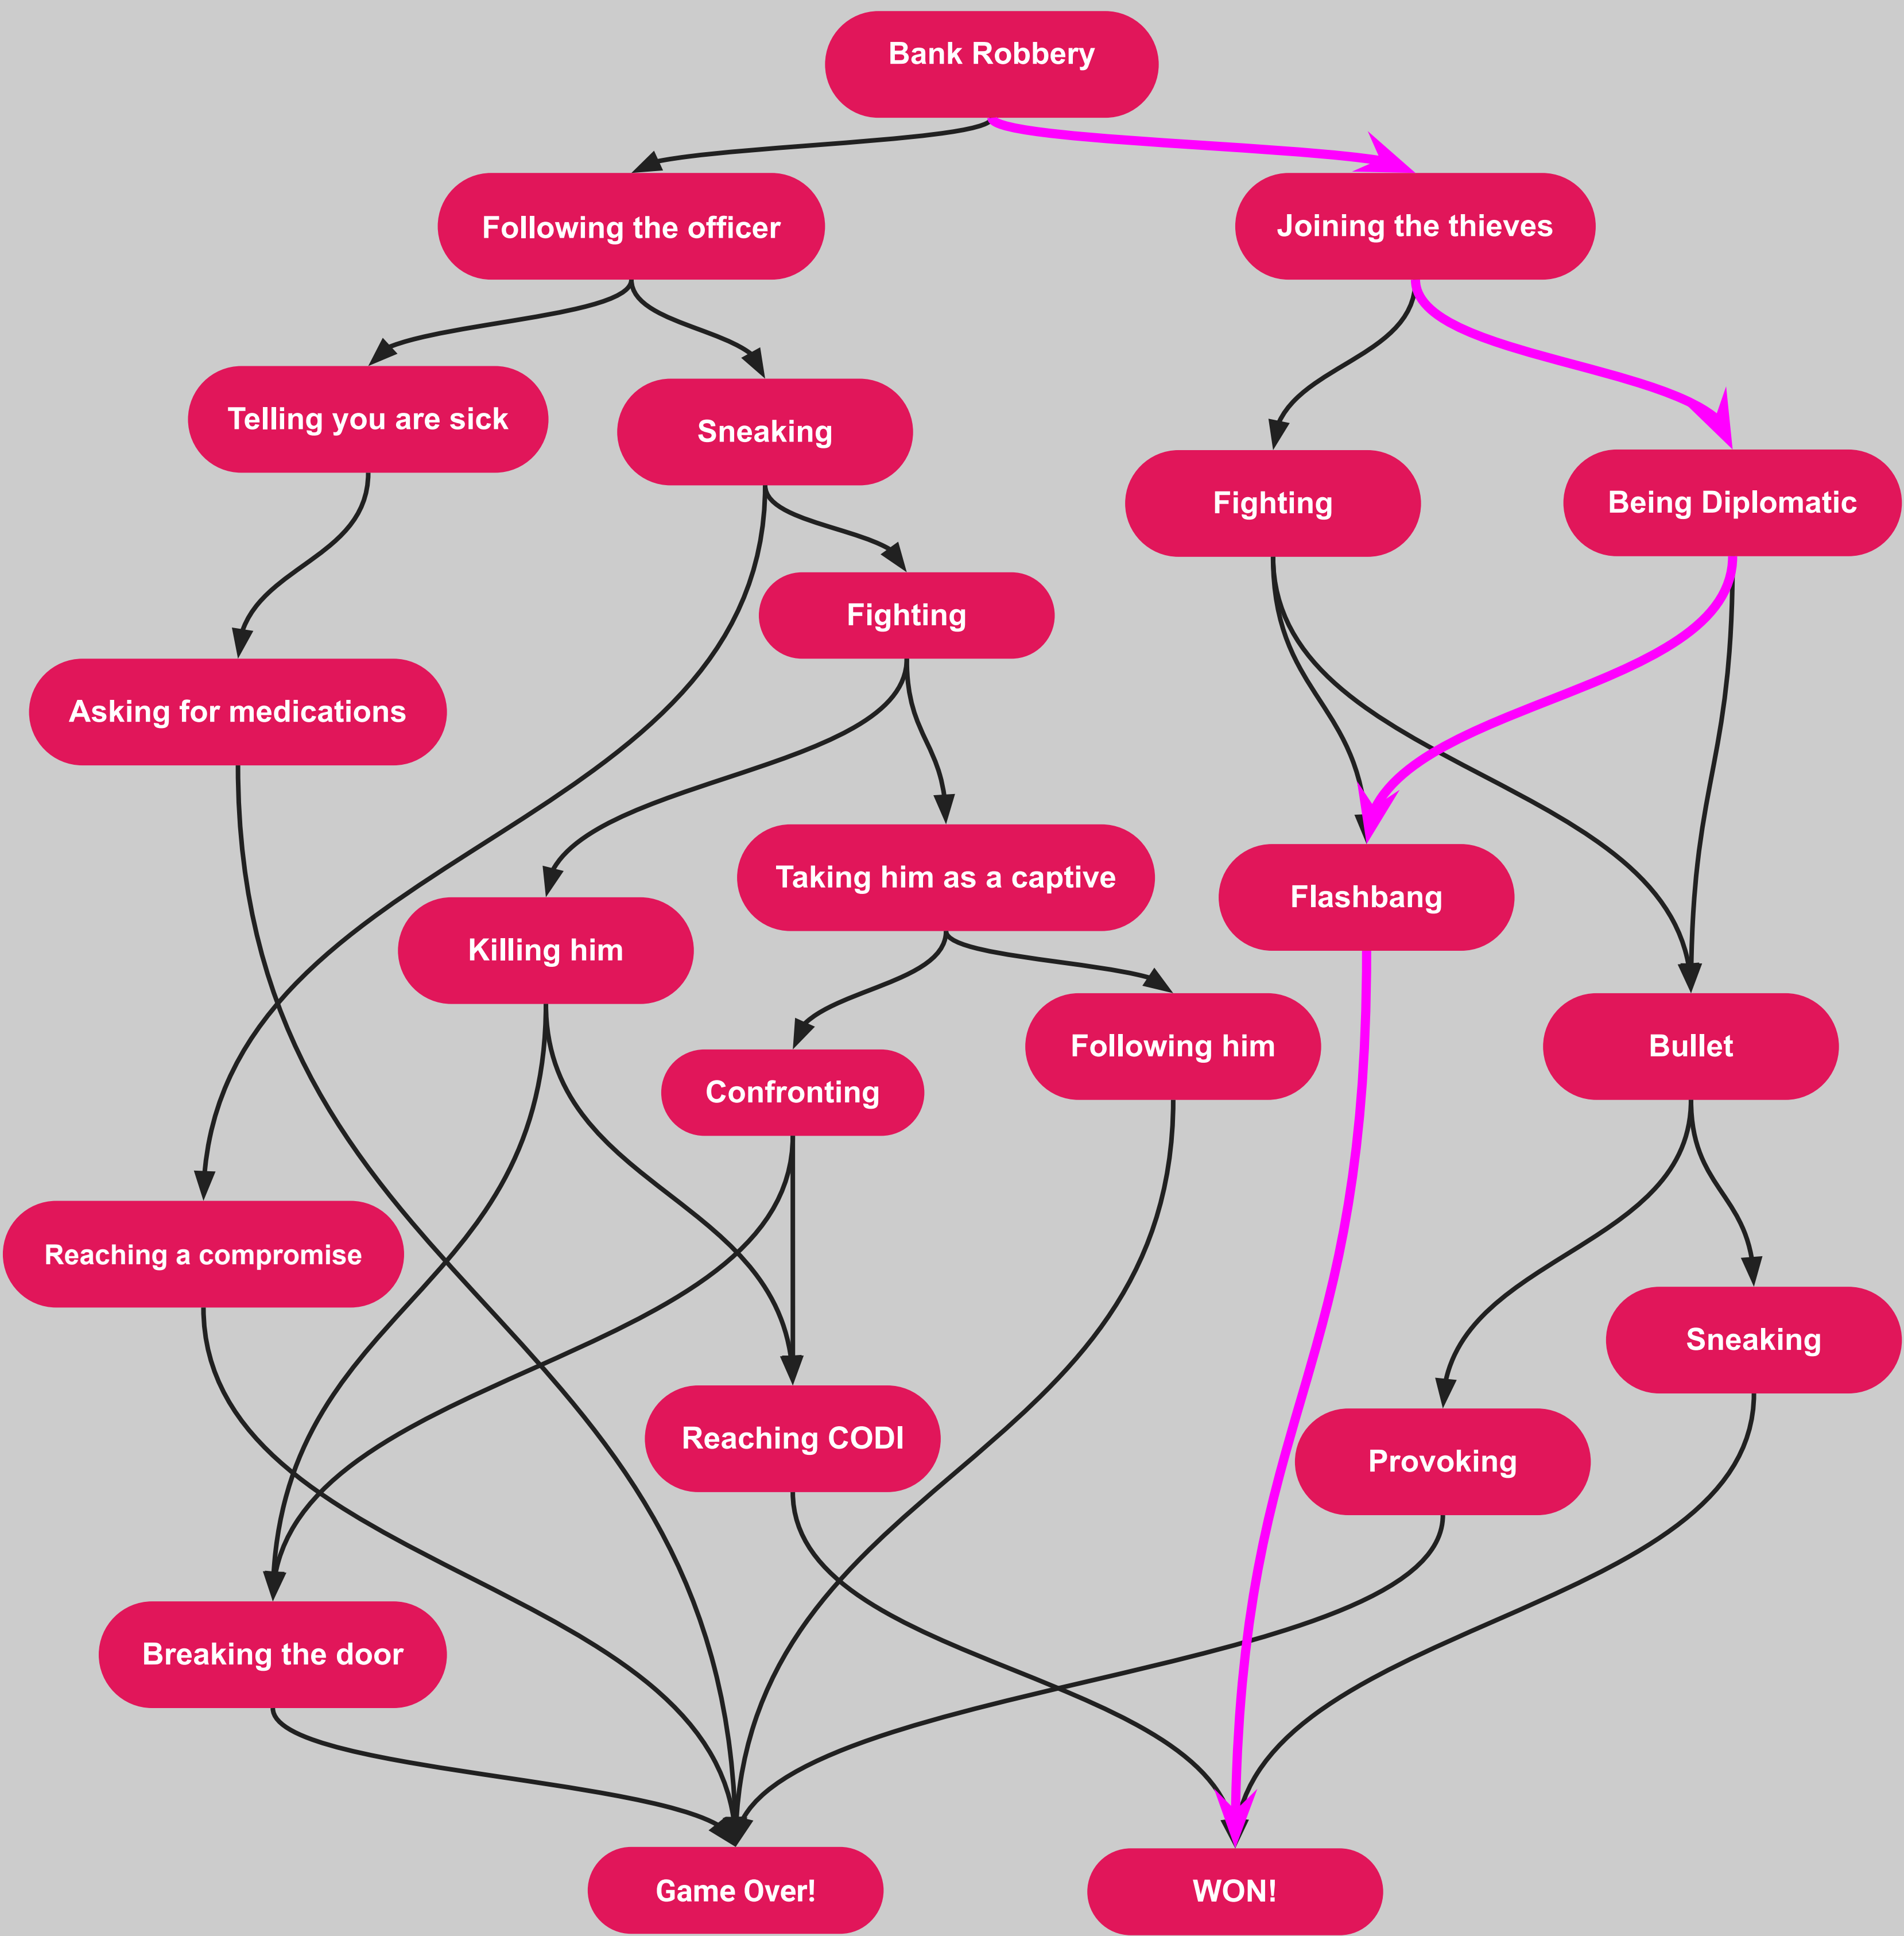 Bank Robbery
Following the officer
Joining the thieves
Telling you are sick
Sneaking
Fighting
Being Diplomatic
Fighting
Asking for medications
Taking him as a captive
Flashbang
Killing him
Following him
Bullet
Confronting
Reaching a compromise
Sneaking
Reaching CODl
Provoking
Breaking the door
Game Over!
WON!